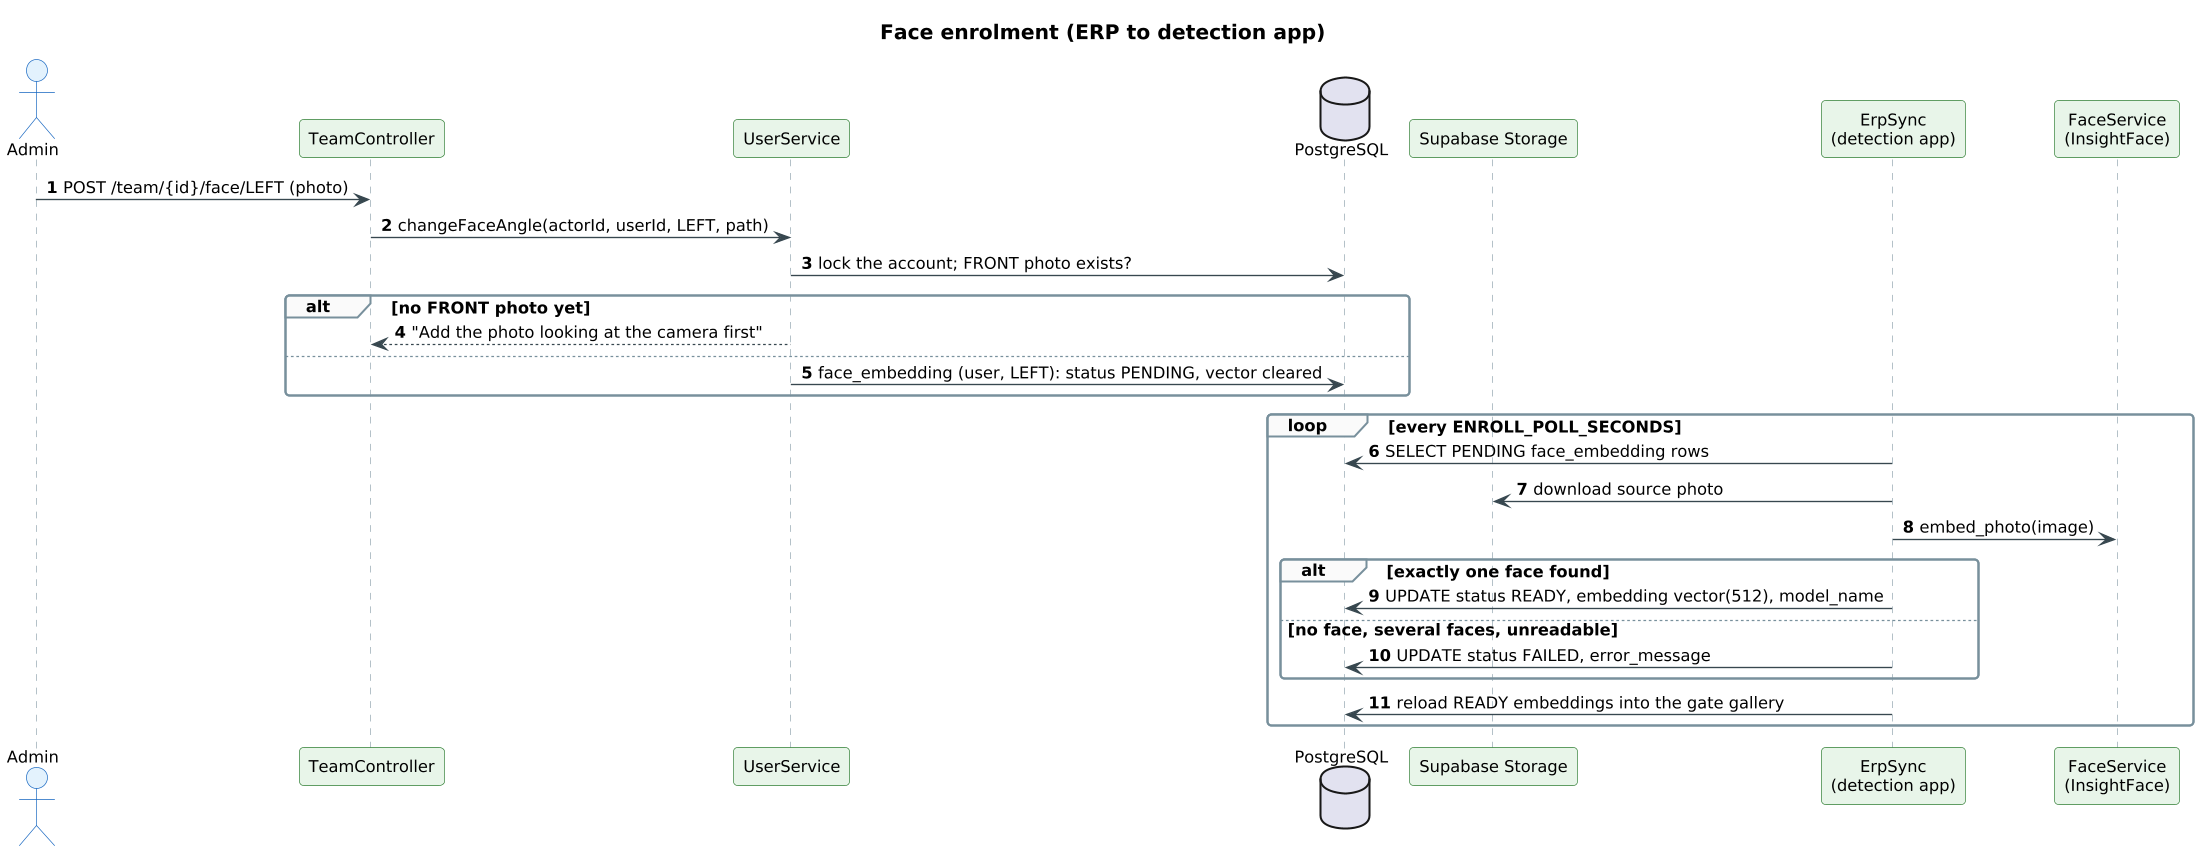 Face enrolment (ERP to detection app)
Admin
TeamController
UserService
PostgreSQL
Supabase Storage
ErpSync
(detection app)
FaceService
(InsightFace)
1 POST /team/{id}/face/LEFT (photo)
2 changeFaceAngle(actorId, userId, LEFT, path)
3 lock the account; FRONT photo exists?
alt [no FRONT photo yet]
4 "Add the photo looking at the camera first"
5 face_embedding (user, LEFT): status PENDING, vector cleared
loop [every ENROLL_POLL_SECONDS]
6 SELECT PENDING face_embedding rows
7 download source photo
8 embed_photo(image)
alt [exactly one face found]
9 UPDATE status READY, embedding vector(512), model_name
[no face, several faces, unreadable]
10 UPDATE status FAILED, error_message
11 reload READY embeddings into the gate gallery
Admin
TeamController
UserService
PostgreSQL
Supabase Storage
ErpSync
(detection app)
FaceService
(InsightFace)